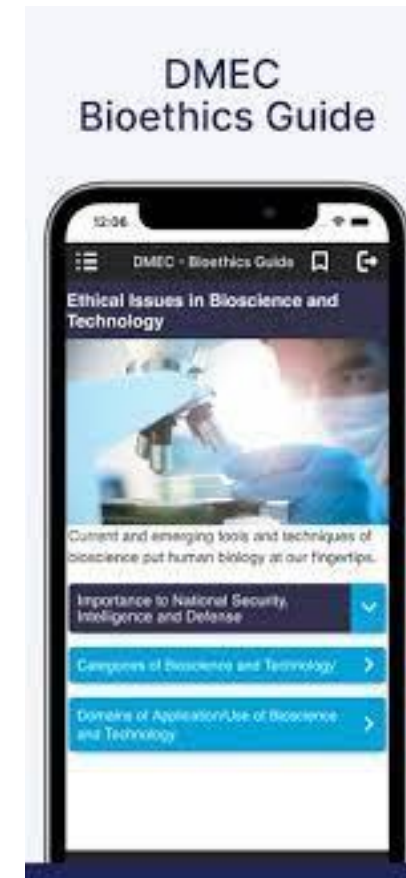 DMEC
Bioethics Guide
12:06
DMEC - Bioethics Guide
Ethical Issues in Bioscience and
Technology
Current and emerging tools and techniques of
bioscience put human biology at our fingertips.
Importance to National Security,
Intelligence and Defense
Categories of Bioscience and Technology
Domains of Application/Use of Bioscience
and Technology